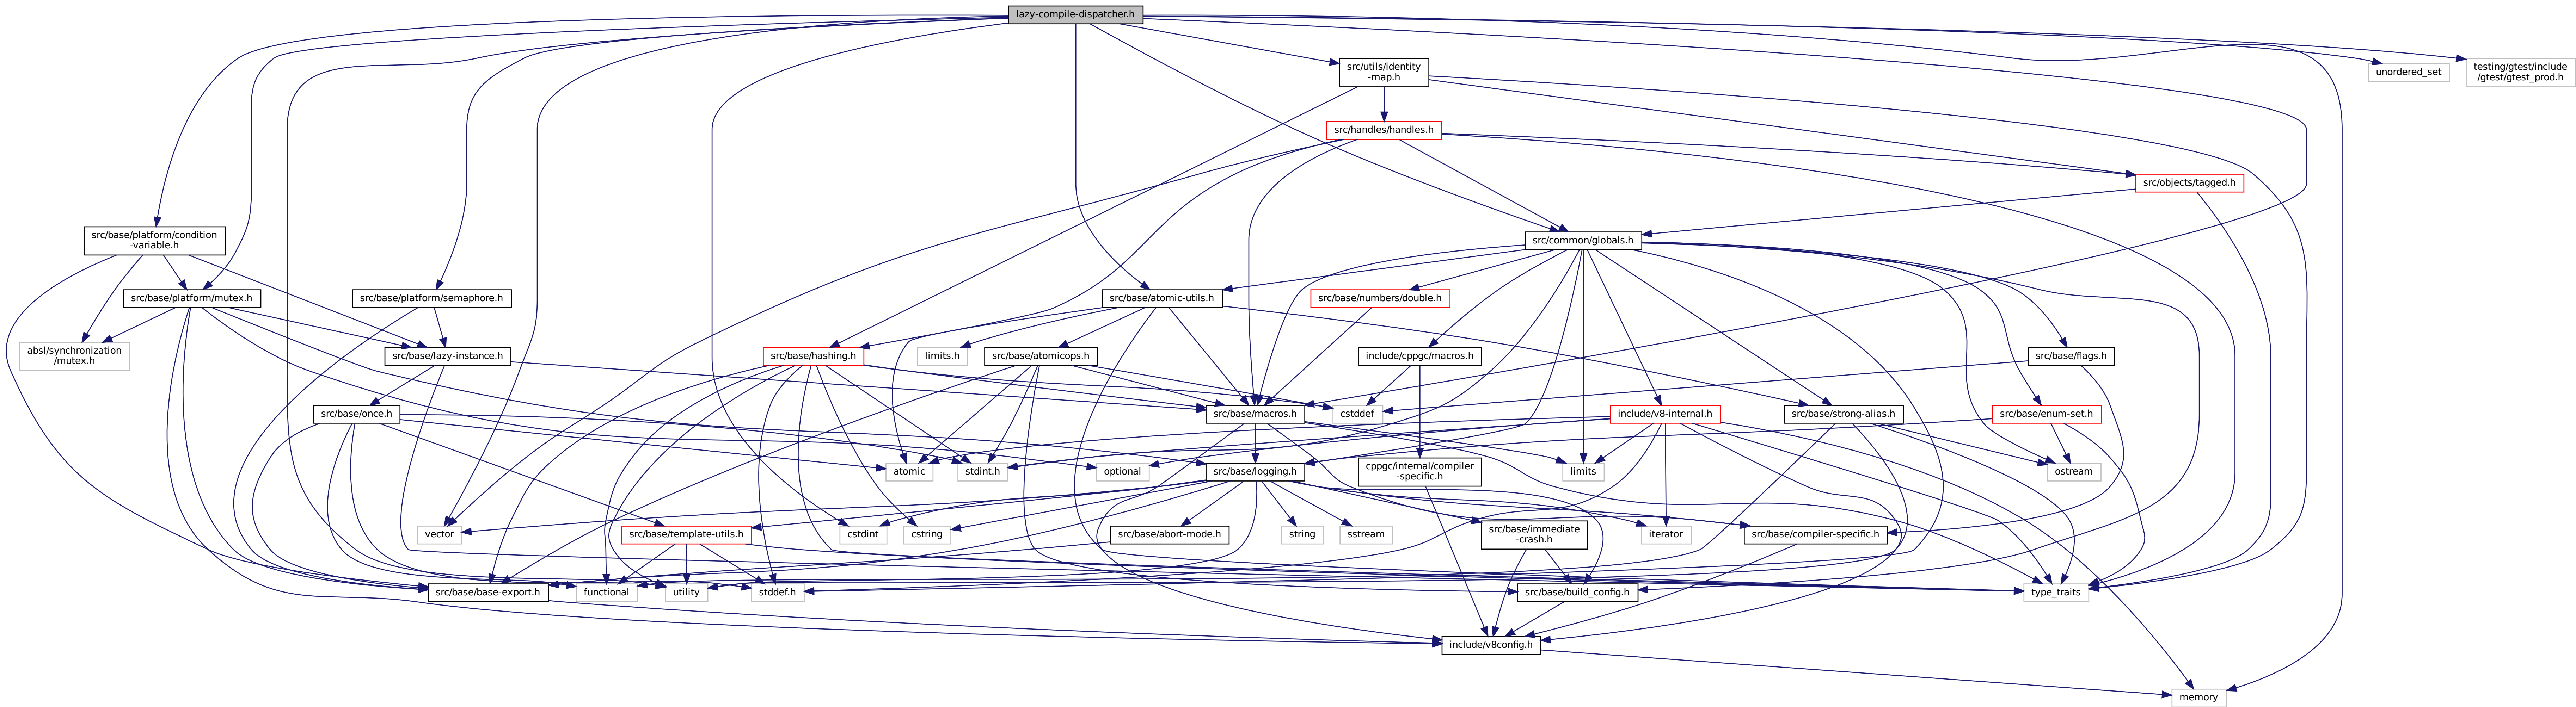 lazy-compile-dispatcher.h
src/utils/identity
-map.h
unordered_set
testing/gtest/include
/gtest/gtest_prod.h
src/handles/handles.h
src/objects/tagged.h
src/base/platform/condition
-variable.h
src/common/globals.h
src/base/platform/mutex.h
src/base/platform/semaphore.h
src/base/atomic-utils.h
src/base/numbers/double.h
absl/synchronization
/mutex.h
src/base/lazy-instance.h
src/base/hashing.h
limits.h
src/base/atomicops.h
include/cppgc/macros.h
src/base/flags.h
src/base/once.h
src/base/macros.h
cstddef
include/v8-internal.h
src/base/strong-alias.h
src/base/enum-set.h
atomic
stdint.h
optional
src/base/logging.h
cppgc/internal/compiler
-specific.h
limits
ostream
vector
src/base/template-utils.h
cstdint
cstring
src/base/abort-mode.h
string
sstream
src/base/immediate
-crash.h
iterator
src/base/compiler-specific.h
src/base/base-export.h
functional
utility
stddef.h
src/base/build_config.h
type_traits
include/v8config.h
memory